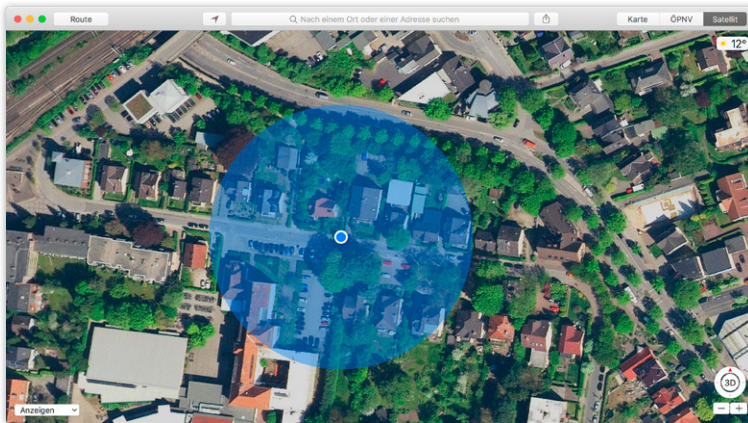 Route
Nach einem Ort oder einer Adresse suchen
Karte
ÖPNV
Satellit
12°
3D
Anzeigen